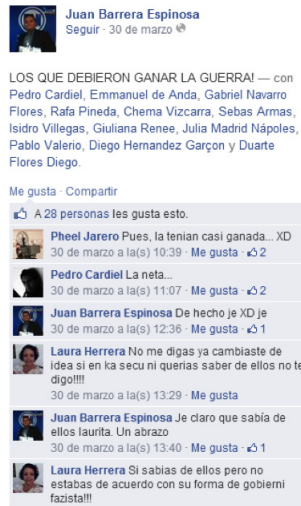 Juan Barrera Espinosa
Seguir · 30 de marzo
LOS QUE DEBIERON GANAR LA GUERRA! — con
Pedro Cardiel, Emmanuel de Anda, Gabriel Navarro
Flores, Rafa Pineda, Chema Vizcarra, Sebas Armas,
Isidro Villegas, Giuliana Renee, Julia Madrid Nápoles,
Pablo Valerio, Diego Hernandez Garçon y Duarte
Flores Diego.
Me gusta · Compartir
A 28 personas les gusta esto.
Pheel Jarero Pues, la tenian casi ganada... XD
30 de marzo a la(s) 10:39 · Me gusta · 2
Pedro Cardiel La neta...
30 de marzo a la(s) 11:07 · Me gusta · 2
Juan Barrera Espinosa De hecho je XD je
30 de marzo a la(s) 12:36 · Me gusta · 1
Laura Herrera No me digas ya cambiaste de
idea si en ka secu ni querias saber de ellos no te
digo!!!!
30 de marzo a la(s) 13:29 · Me gusta
Juan Barrera Espinosa Je claro que sabía de
ellos laurita. Un abrazo
30 de marzo a la(s) 13:40 · Me gusta · 1
Laura Herrera Si sabias de ellos pero no
estabas de acuerdo con su forma de gobierni
fazista!!!